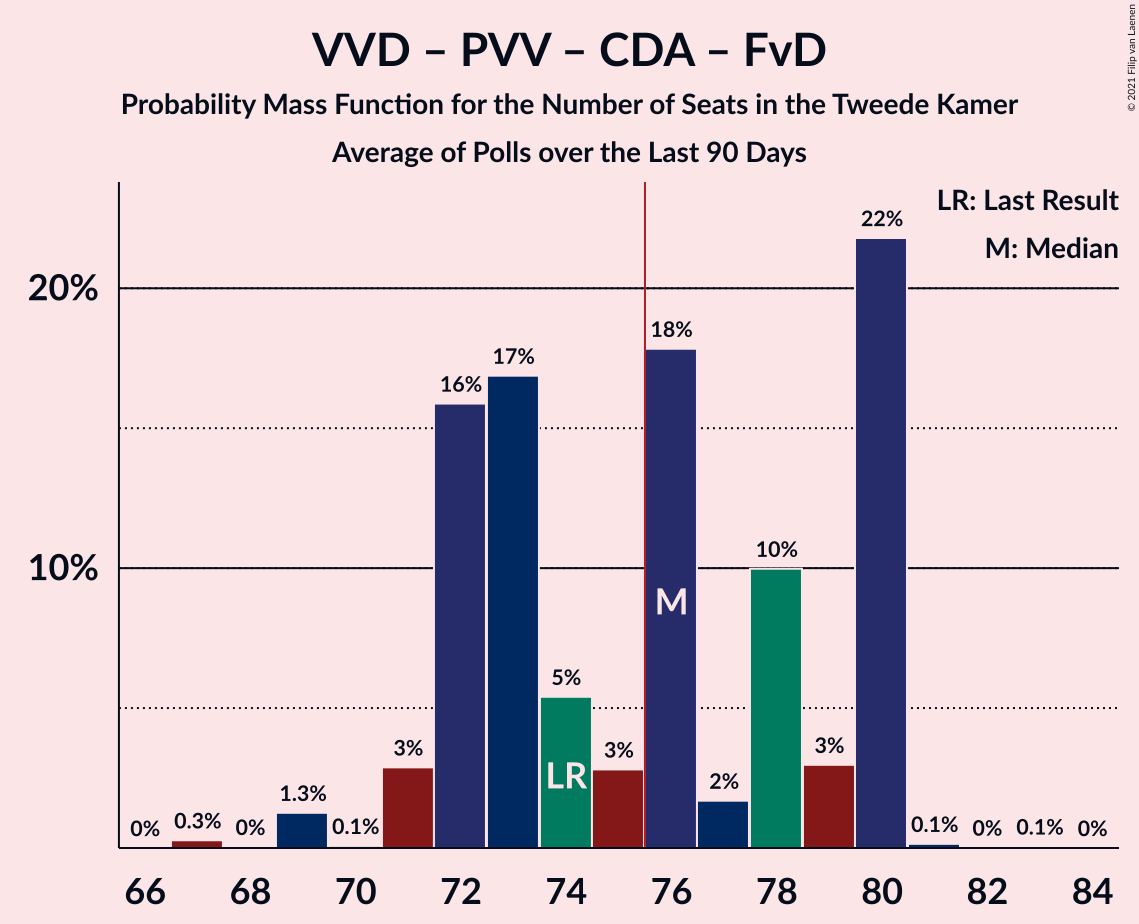 VVD – PVV – CDA – FvD
Probability Mass Function for the Number of Seats in the Tweede Kamer
Average of Polls over the Last 90 Days
© 2021 Filip van Laenen
LR: Last Result
M: Median
20%
10%
0%
0.3%
0%
1.3%
0.1%
3%
16%
17%
5%
3%
18%
2%
10%
3%
22%
0.1%
0%
0.1%
0%
LR
M
66 68 70 72 74 76 78 80 82 84